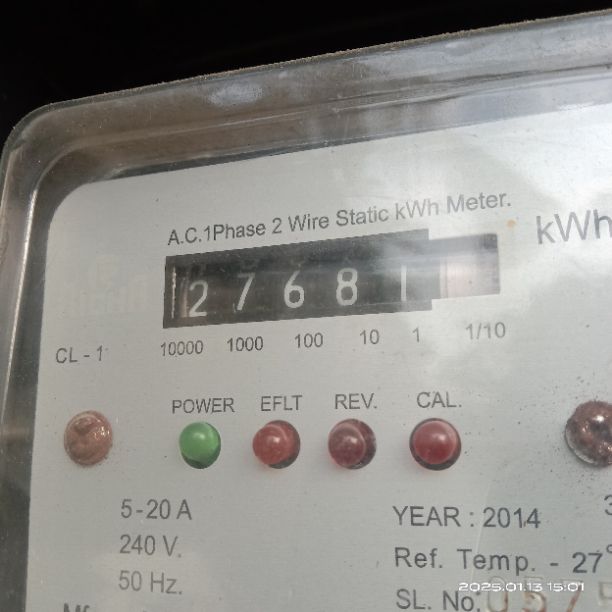 A.C.1Phase 2 Wire Static kWh Meter.
kWh
27681
10000 1000 100 10 1 1/10
CL - 1
POWER EFLT REV. CAL.
5-20 A
240 V.
50 Hz.
YEAR : 2014
Ref. Temp. - 27°
SL. No:
2025.01.13 15:01